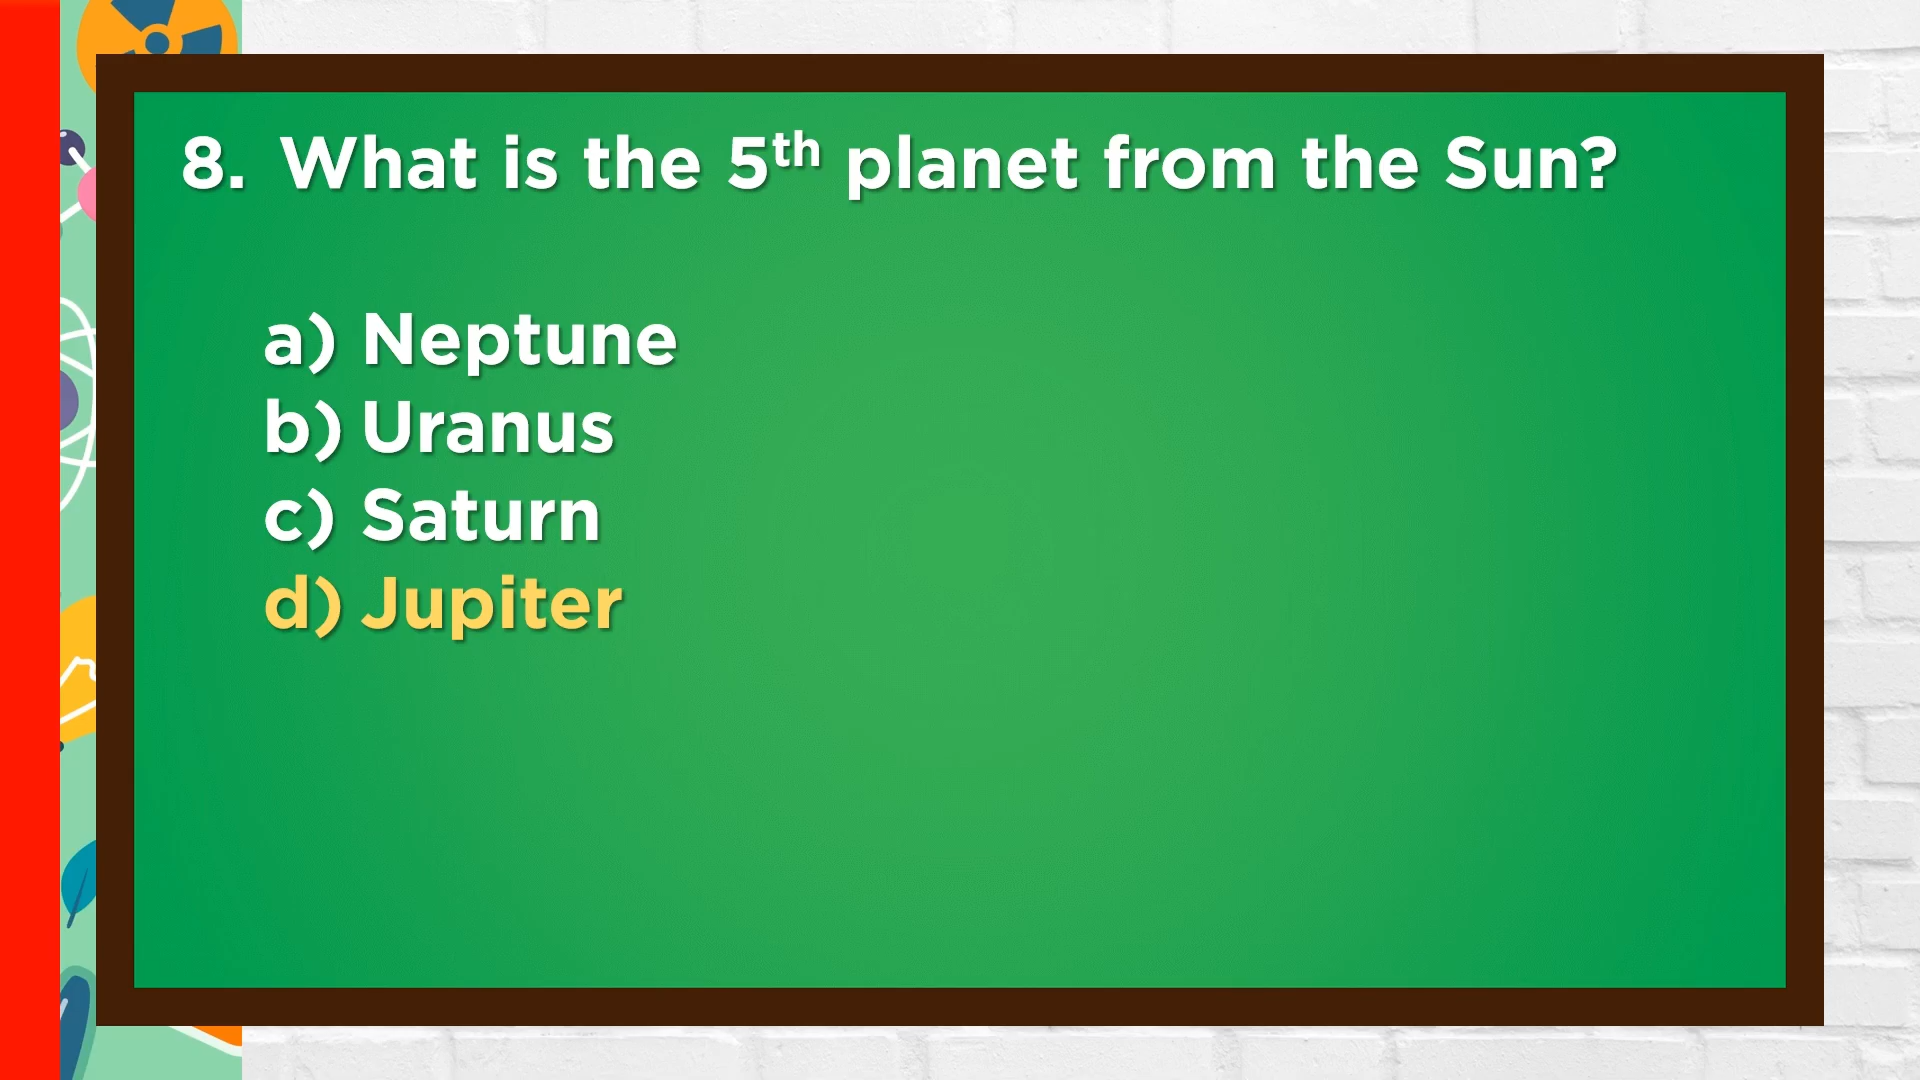 8. What is the 5th planet from the Sun?
a) Neptune
b) Uranus
c) Saturn
d) Jupiter